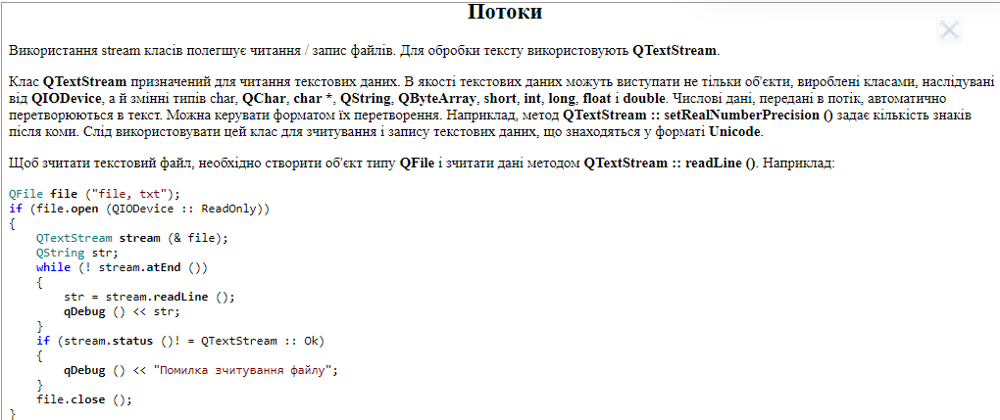 Потоки
Використання stream класів полегшує читання / запис файлів. Для обробки тексту використовують QTextStream.
Клас QTextStream призначений для читання текстових даних. В якості текстових даних можуть виступати не тільки об'єкти, вироблені класами, наслідувані
від QIODevice, а й змінні типів char, QChar, char *, QString, QByteArray, short, int, long, float і double. Числові дані, передані в потік, автоматично
перетворюються в текст. Можна керувати форматом їх перетворення. Наприклад, метод QTextStream :: setRealNumberPrecision () задає кількість знаків
після коми. Слід використовувати цей клас для зчитування і запису текстових даних, що знаходяться у форматі Unicode.
Щоб зчитати текстовий файл, необхідно створити об'єкт типу QFile і зчитати дані методом QTextStream :: readLine (). Наприклад:
QFile file ("file, txt");
if (file.open (QIODevice :: ReadOnly))
{
QTextStream stream (& file);
QString str;
while (! stream.atEnd ())
{
str = stream.readLine ();
qDebug () << str;
}
if (stream.status ()! = QTextStream :: Ok)
{
qDebug () << "Помилка зчитування файлу";
}
file.close ();
}